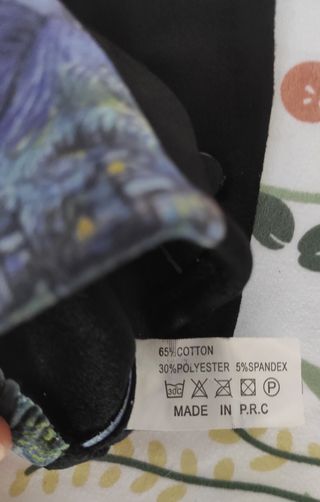 65%COTTON
30%POLYESTER 5%SPANDEX
30C P
MADE IN P.R.C